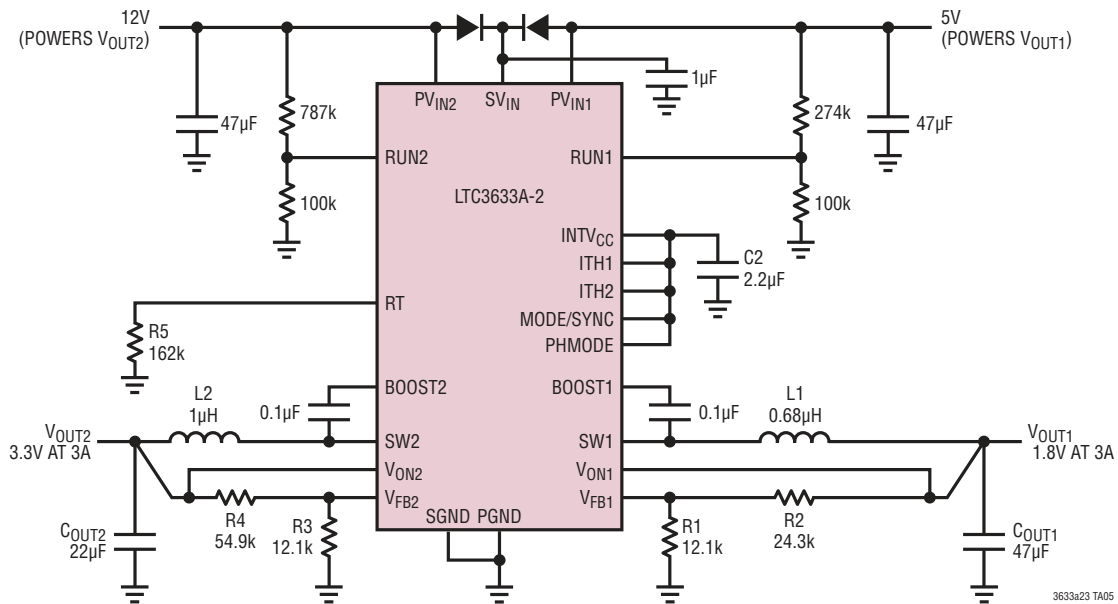 12V
(POWERS VOUT2)
5V
(POWERS VOUT1)
1µF
PVIN2
SVIN
PVIN1
47µF
787k
274k
47µF
RUN2
RUN1
LTC3633A-2
100k
100k
INTVCC
ITH1
C2
2.2µF
ITH2
RT
MODE/SYNC
R5
162k
PHMODE
BOOST2
BOOST1
L2
1µH
0.1µF
0.1µF
L1
0.68µH
VOUT2
3.3V AT 3A
SW2
SW1
VOUT1
1.8V AT 3A
VON2
VON1
VFB2
VFB1
SGND
PGND
R4
54.9k
R3
12.1k
R1
12.1k
R2
24.3k
COUT2
22µF
COUT1
47µF
3633a23 TA05